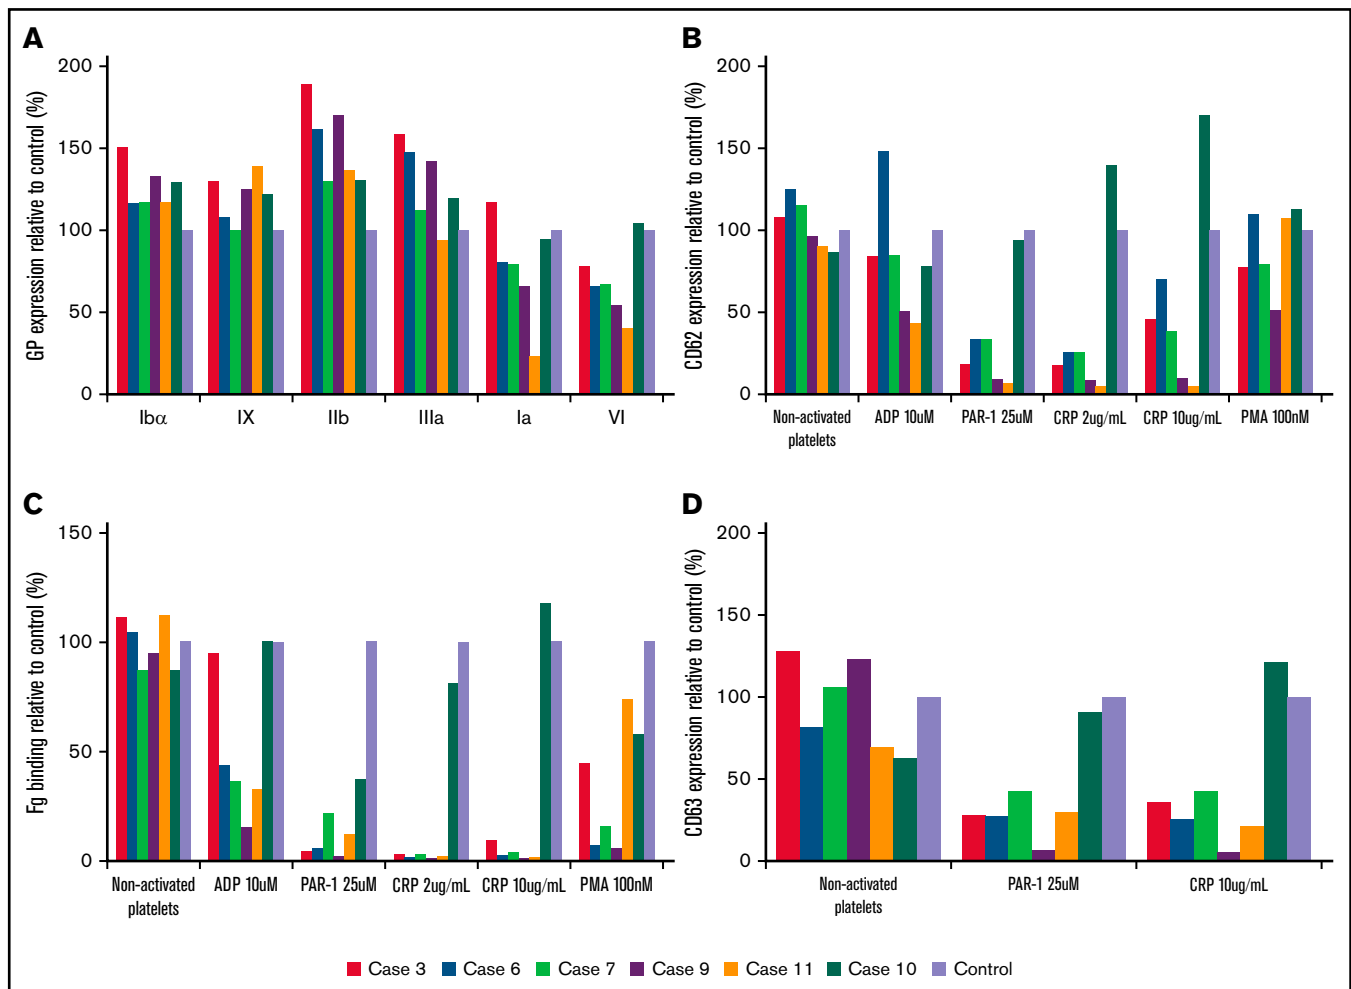 A
GP expression relative to control (%)
200
150
100
50
0
Ibα IX IIb IIIa Ia VI
B
CD62 expression relative to control (%)
200
150
100
50
0
Non-activated platelets ADP 10uM PAR-1 25uM CRP 2ug/mL CRP 10ug/mL PMA 100nM
C
Fg binding relative to control (%)
150
100
50
0
Non-activated platelets ADP 10uM PAR-1 25uM CRP 2ug/mL CRP 10ug/mL PMA 100nM
D
CD63 expression relative to control (%)
200
150
100
50
0
Non-activated platelets PAR-1 25uM CRP 10ug/mL
Case 3 Case 6 Case 7 Case 9 Case 11 Case 10 Control